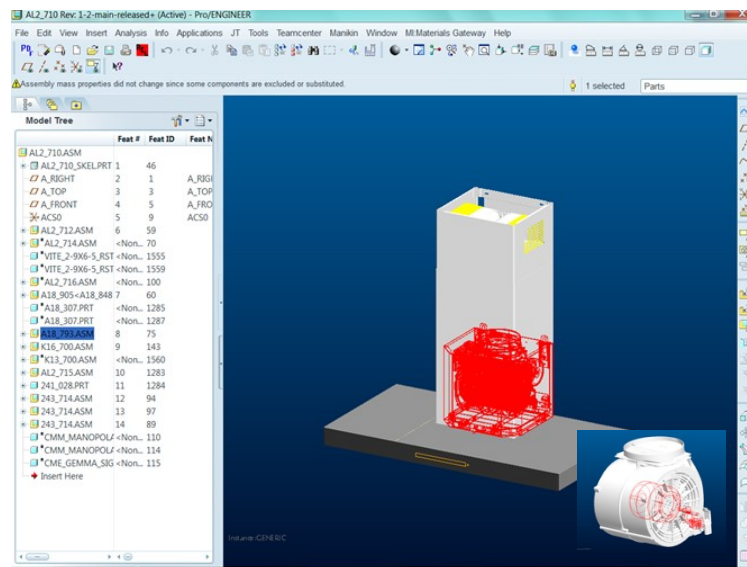 AL2_710 Rev: 1-2-main-released+ (Active) - Pro/ENGINEER
File Edit View Insert Analysis Info Applications JT Tools Teamcenter Manikin Window MI:Materials Gateway Help
Assembly mass properties did not change since some components are excluded or substituted.
1 selected Parts
Model Tree
Feat # Feat ID Feat N
AL2_710.ASM
AL2_710_SKEL.PRT 1 46
A_RIGHT 2 1 A_RIGI
A_TOP 3 3 A_TOP
A_FRONT 4 5 A_FRO
ACS0 5 9 ACS0
AL2_712.ASM 6 59
AL2_714.ASM <Non... 70
VITE_2-9X6-5_RST <Non... 1555
VITE_2-9X6-5_RST <Non... 1559
AL2_716.ASM <Non... 100
A18_905<A18_848 7 60
A18_307.PRT <Non... 1285
A18_307.PRT <Non... 1287
A18_793.ASM 8 75
K16_700.ASM 9 143
K13_700.ASM <Non... 1560
AL2_715.ASM 10 1283
241_028.PRT 11 1284
243_714.ASM 12 94
243_714.ASM 13 97
243_714.ASM 14 89
CMM_MANOPOLA <Non... 110
CMM_MANOPOLA <Non... 114
CME_GEMMA_SIG <Non... 115
Insert Here
Instance:GENERIC